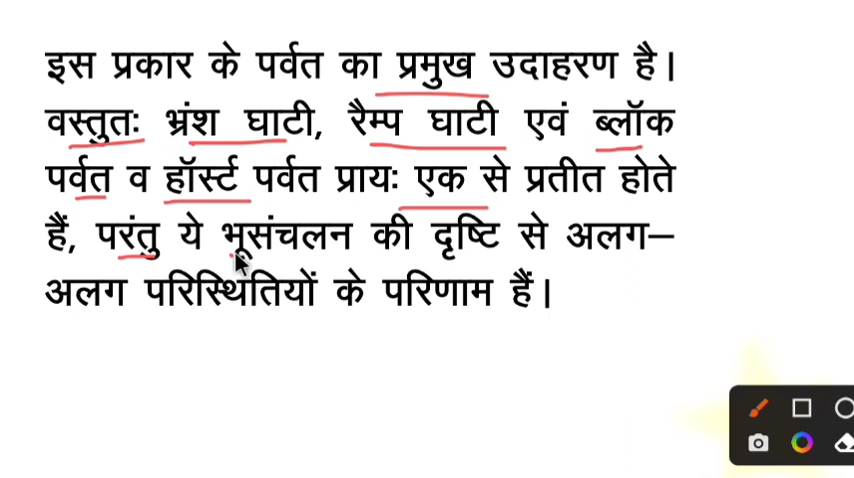 इस प्रकार के पर्वत का प्रमुख उदाहरण है।
वस्तुतः भ्रंश घाटी, रैम्प घाटी एवं ब्लॉक
पर्वत व हॉर्स्ट पर्वत प्रायः एक से प्रतीत होते
हैं, परंतु ये भूसंचलन की दृष्टि से अलग–
अलग परिस्थितियों के परिणाम हैं।